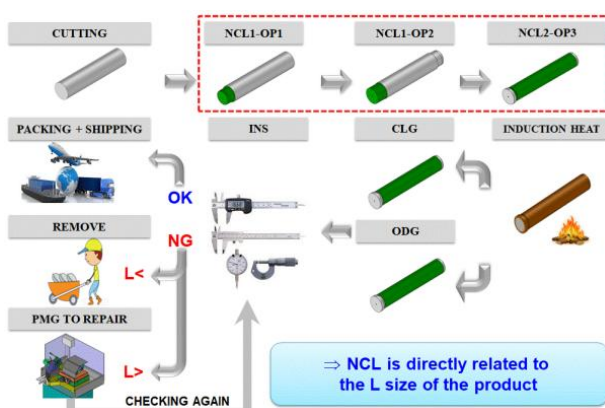 CUTTING
NCL1-OP1
NCL1-OP2
NCL2-OP3
PACKING + SHIPPING
INS
CLG
INDUCTION HEAT
OK
REMOVE
NG
ODG
L<
PMG TO REPAIR
L>
⇒ NCL is directly related to
the L size of the product
CHECKING AGAIN